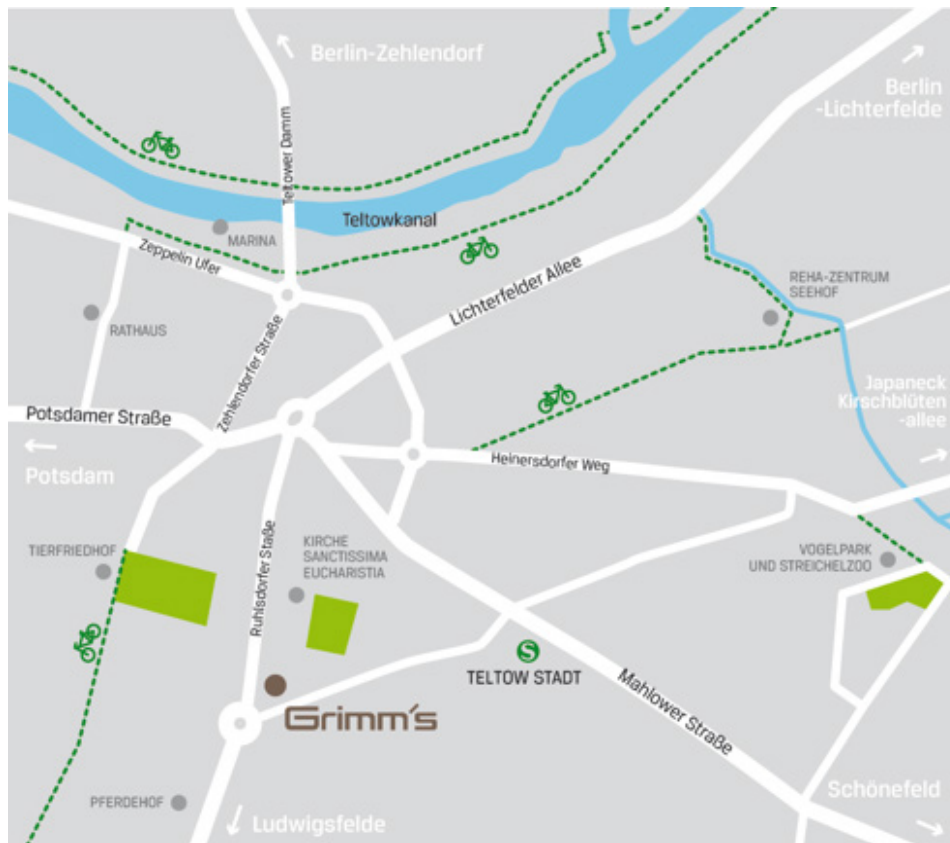 Berlin-Zehlendorf
Berlin
-Lichterfelde
Teltower Damm
Teltowkanal
MARINA
Zeppelin Ufer
Lichterfelder Allee
REHA-ZENTRUM
SEEHOF
RATHAUS
Zehlendorfer Straße
Potsdamer Straße
Potsdam
Japaneck
Kirschblüten
-allee
Heinersdorfer Weg
TIERFRIEDHOF
KIRCHE
SANCTISSIMA
EUCHARISTIA
VOGELPARK
UND STREICHELZOO
Ruhlsdorfer Staße
S
TELTOW STADT
Mahlower Straße
Grimm's
Schönefeld
PFERDEHOF
Ludwigsfelde